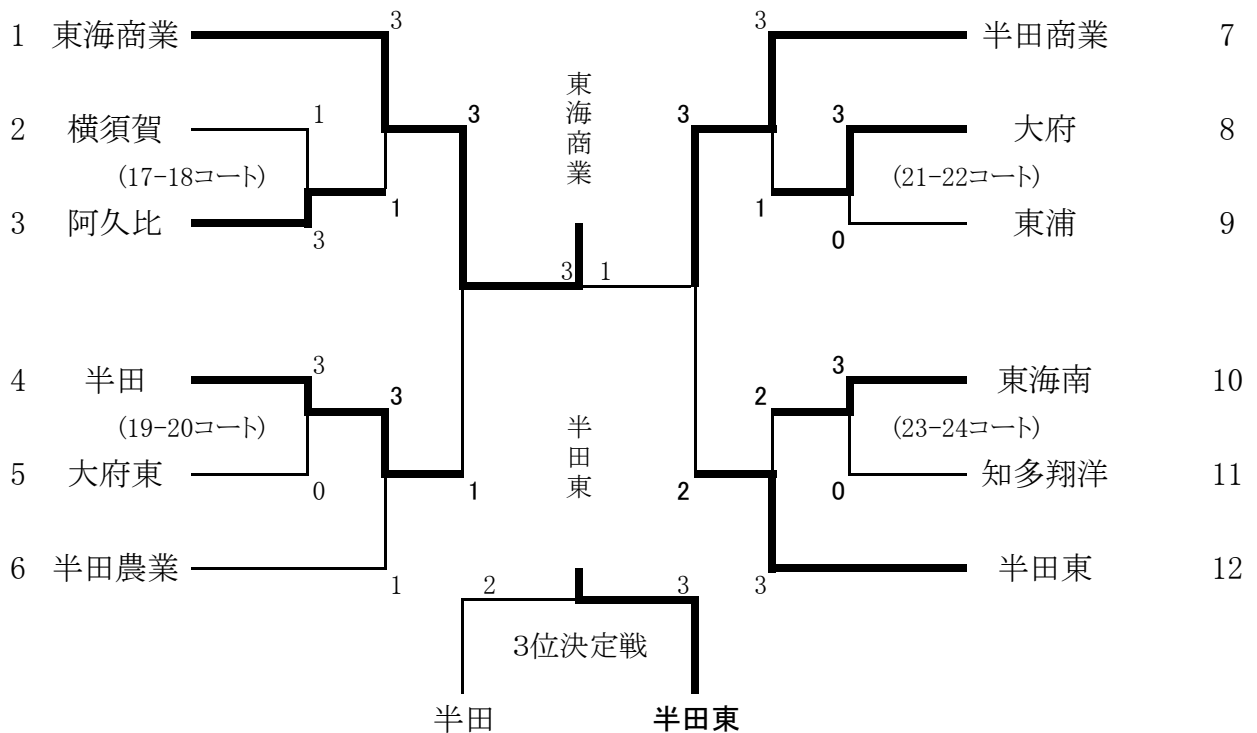 3 3
1 東海商業 半田商業 7
東海商業
3 3
2 横須賀 1 3 大府 8
(17-18コート) (21-22コート)
1 1
3 阿久比 3 0 東浦 9
3 1
4 半田 3 3 東海南 10
3 2
(19-20コート) (23-24コート)
半田東
5 大府東 0 1 2 0 知多翔洋 11
6 半田農業 半田東 12
1 2 3 3
3位決定戦
半田 半田東